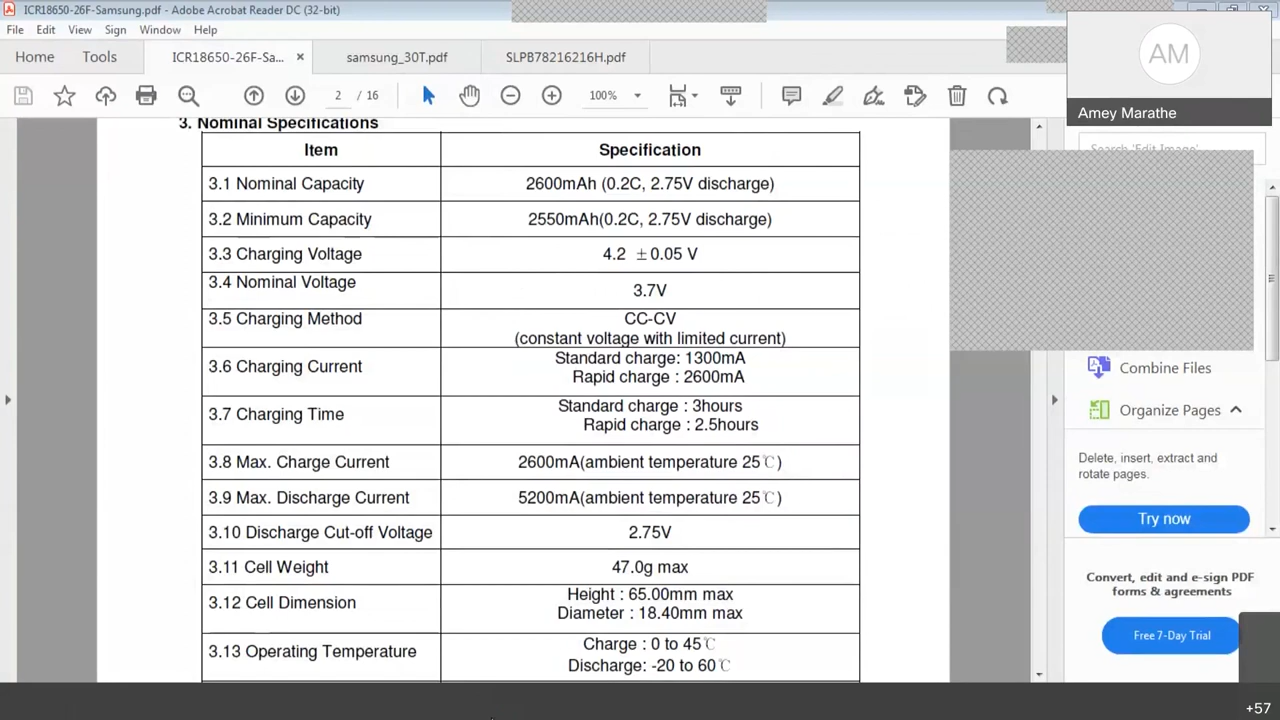 ICR18650-26F-Samsung.pdf - Adobe Acrobat Reader DC (32-bit)
File Edit View Sign Window Help
Home Tools ICR18650-26F-Sa... × samsung_30T.pdf SLPB78216216H.pdf
2 / 16 100%
AM
Amey Marathe
Search 'Edit Image'
3. Nominal Specifications
Item Specification
3.1 Nominal Capacity 2600mAh (0.2C, 2.75V discharge)
3.2 Minimum Capacity 2550mAh(0.2C, 2.75V discharge)
3.3 Charging Voltage 4.2 ±0.05 V
3.4 Nominal Voltage 3.7V
3.5 Charging Method CC-CV
(constant voltage with limited current)
3.6 Charging Current Standard charge: 1300mA
Rapid charge : 2600mA
3.7 Charging Time Standard charge : 3hours
Rapid charge : 2.5hours
3.8 Max. Charge Current 2600mA(ambient temperature 25℃)
3.9 Max. Discharge Current 5200mA(ambient temperature 25℃)
3.10 Discharge Cut-off Voltage 2.75V
3.11 Cell Weight 47.0g max
3.12 Cell Dimension Height : 65.00mm max
Diameter : 18.40mm max
3.13 Operating Temperature Charge : 0 to 45℃
Discharge: -20 to 60℃
Combine Files
Organize Pages
Delete, insert, extract and
rotate pages.
Try now
Convert, edit and e-sign PDF
forms & agreements
Free 7-Day Trial
+57